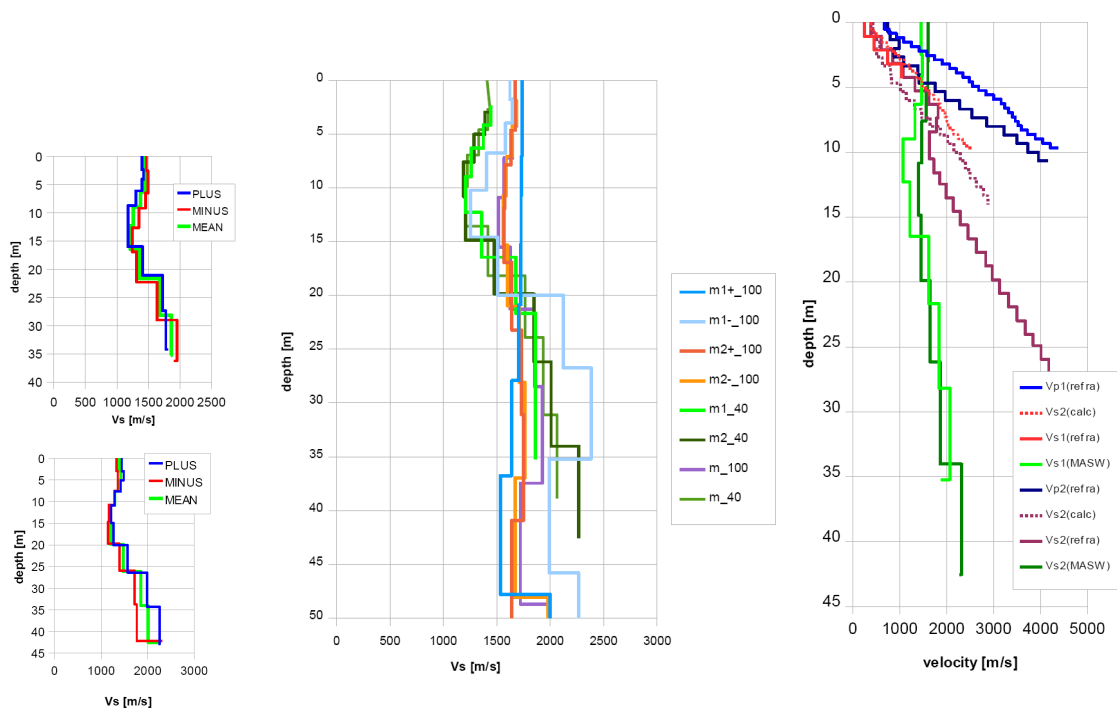 0
5
10
15
20
25
30
35
40
depth [m]
0 500 1000 1500 2000 2500
Vs [m/s]
PLUS
MINUS
MEAN
0
5
10
15
20
25
30
35
40
45
depth [m]
0 1000 2000 3000
Vs [m/s]
PLUS
MINUS
MEAN
0
5
10
15
20
25
30
35
40
45
50
depth [m]
0 500 1000 1500 2000 2500 3000
Vs [m/s]
m1+_100
m1-_100
m2+_100
m2-_100
m1_40
m2_40
m_100
m_40
0
5
10
15
20
25
30
35
40
45
depth [m]
0 1000 2000 3000 4000 5000
velocity [m/s]
Vp1(refra)
Vs2(calc)
Vs1(refra)
Vs1(MASW)
Vp2(refra)
Vs2(calc)
Vs2(refra)
Vs2(MASW)